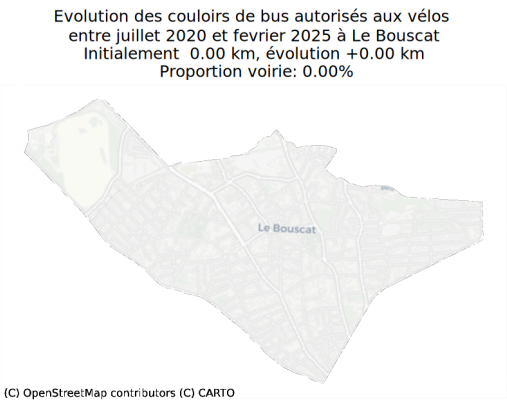 Evolution des couloirs de bus autorisés aux vélos
entre juillet 2020 et fevrier 2025 à Le Bouscat
Initialement  0.00 km, évolution +0.00 km
Proportion voirie: 0.00%
Le Bouscat
(C) OpenStreetMap contributors (C) CARTO